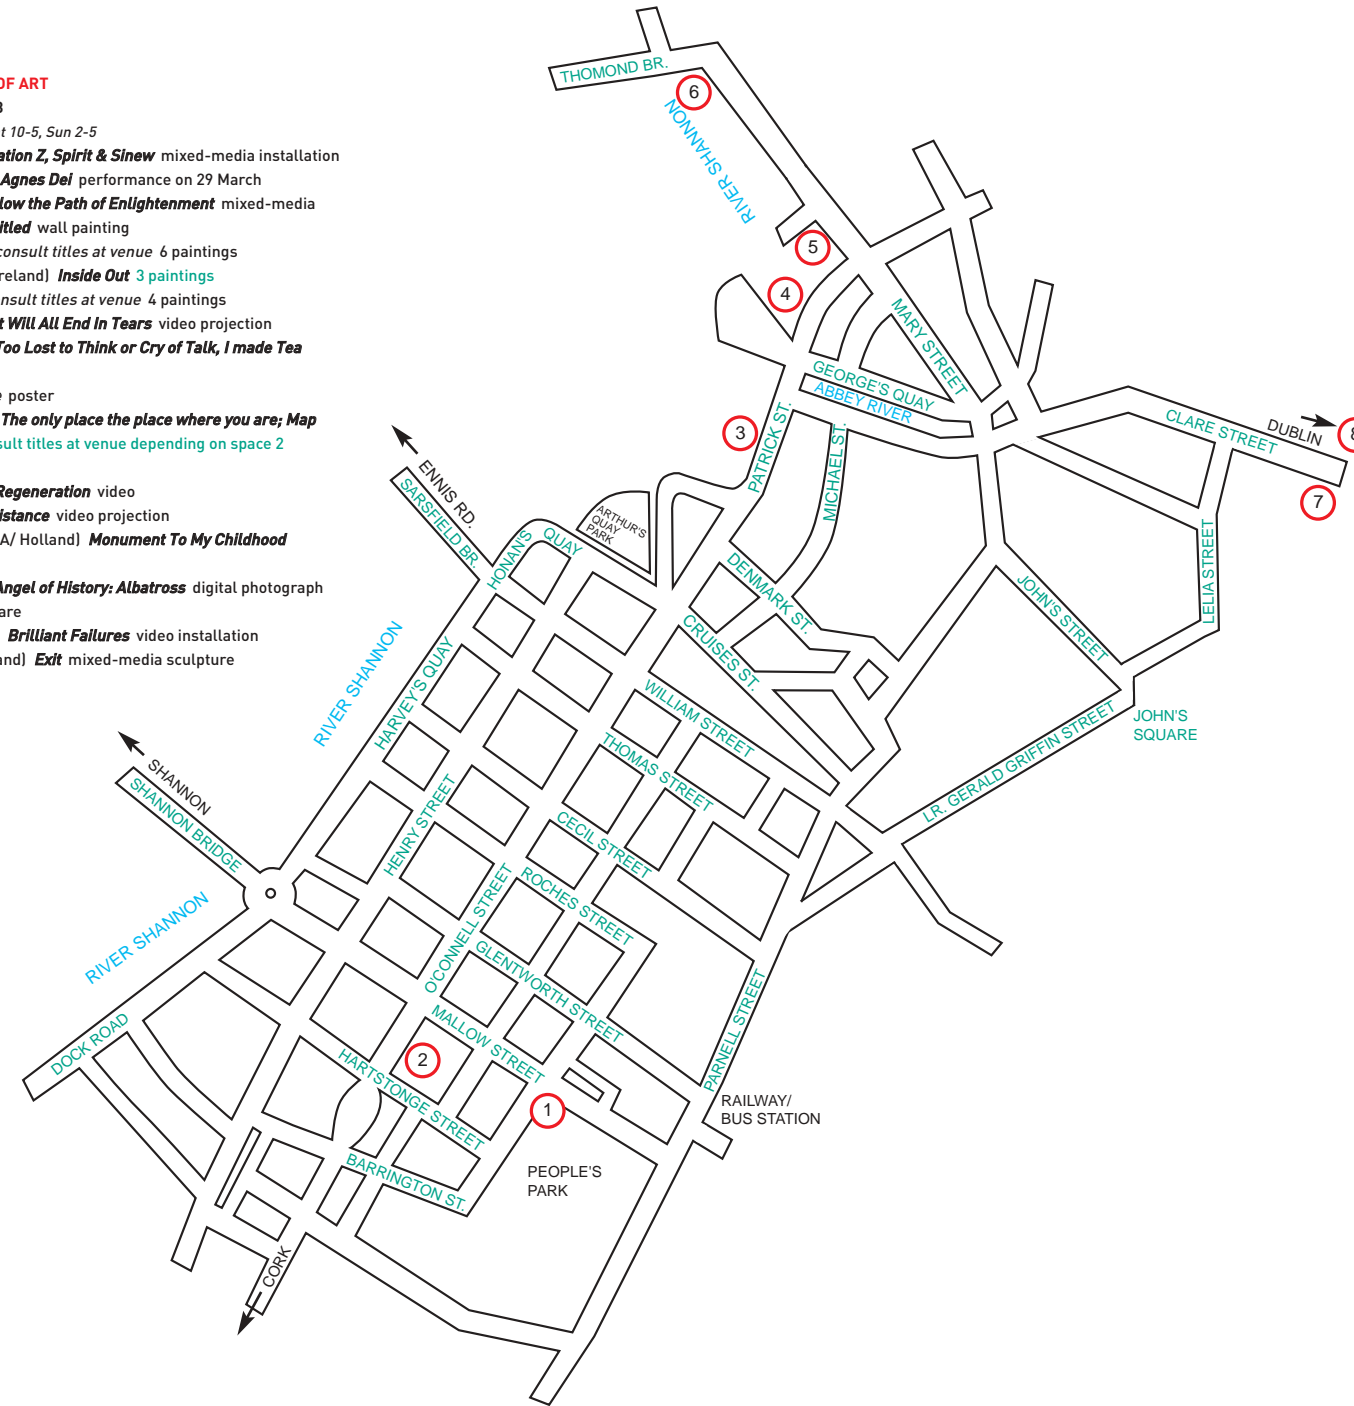 OF ART
3
t 10-5, Sun 2-5
ation Z, Spirit & Sinew mixed-media installation
Agnes Dei performance on 29 March
low the Path of Enlightenment mixed-media
itled wall painting
consult titles at venue 6 paintings
reland) Inside Out 3 paintings
nsult titles at venue 4 paintings
t Will All End In Tears video projection
Too Lost to Think or Cry of Talk, I made Tea
e poster
The only place the place where you are; Map
sult titles at venue depending on space 2
Regeneration video
istance video projection
A/ Holland) Monument To My Childhood
Angel of History: Albatross digital photograph
are
Brilliant Failures video installation
and) Exit mixed-media sculpture
THOMOND BR.
6
RIVER SHANNON
5
4
MARY STREET
GEORGE'S QUAY
ABBEY RIVER
3
PATRICK ST.
MICHAEL ST.
CLARE STREET
DUBLIN
8
7
ENNIS RD.
SARSFIELD BR.
ARTHUR'S
QUAY
PARK
HONAN'S
QUAY
DENMARK ST.
CRUISES ST.
JOHN'S STREET
LELIA STREET
RIVER SHANNON
HARVEY'S QUAY
WILLIAM STREET
THOMAS STREET
JOHN'S
SQUARE
LR. GERALD GRIFFIN STREET
SHANNON
SHANNON BRIDGE
HENRY STREET
CECIL STREET
ROCHES STREET
O'CONNELL STREET
GLENTWORTH STREET
RIVER SHANNON
DOCK ROAD
MALLOW STREET
PARNELL STREET
HARTSTONGE STREET
2
1
RAILWAY/
BUS STATION
BARRINGTON ST.
PEOPLE'S
PARK
CORK